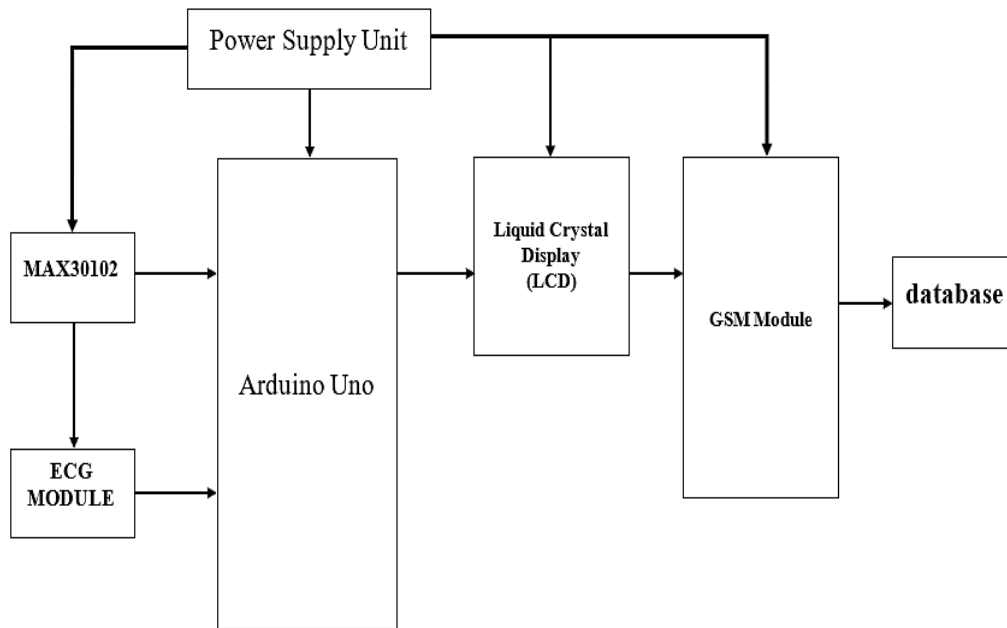 Power Supply Unit
MAX30102
ECG
MODULE
Arduino Uno
Liquid Crystal
Display
(LCD)
GSM Module
database